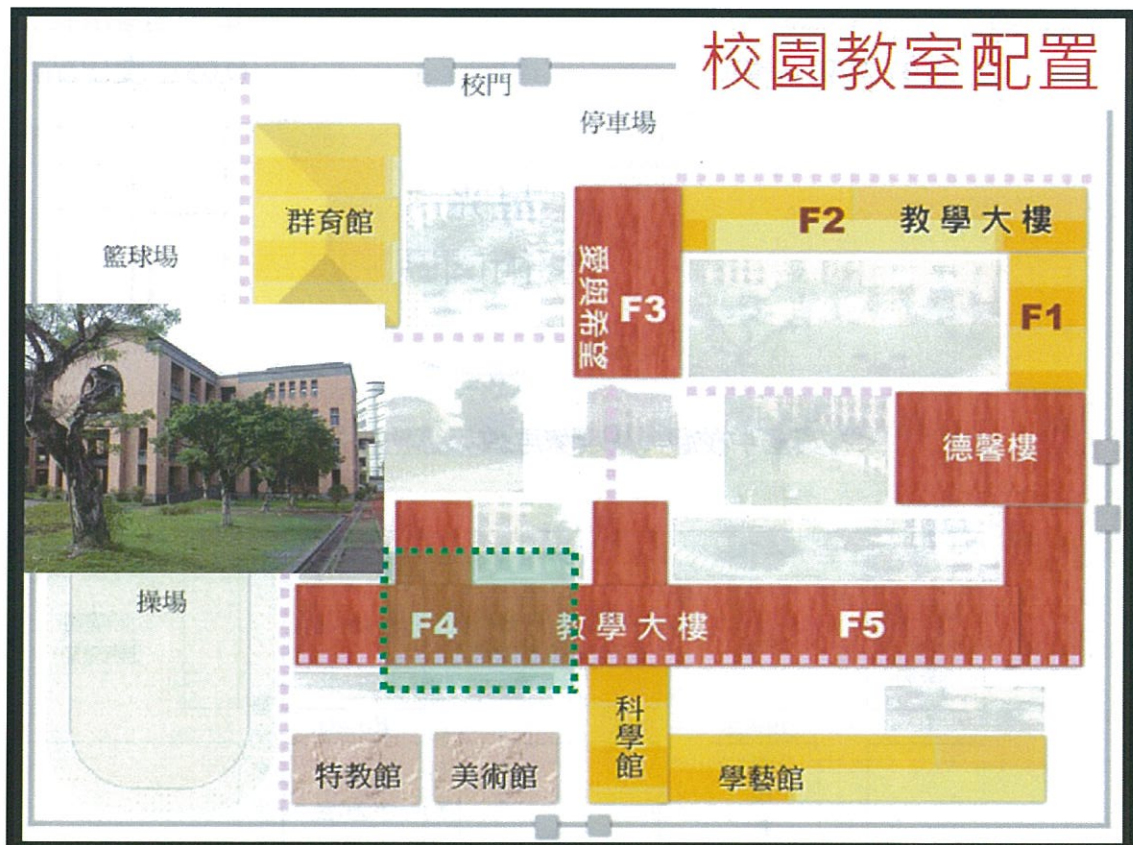 校園教室配置
校門
停車場
群育館
F2 教學大樓
籃球場
愛與希望
F3
F1
德馨樓
操場
F4 教學大樓 F5
科學館
特教館
美術館
學藝館